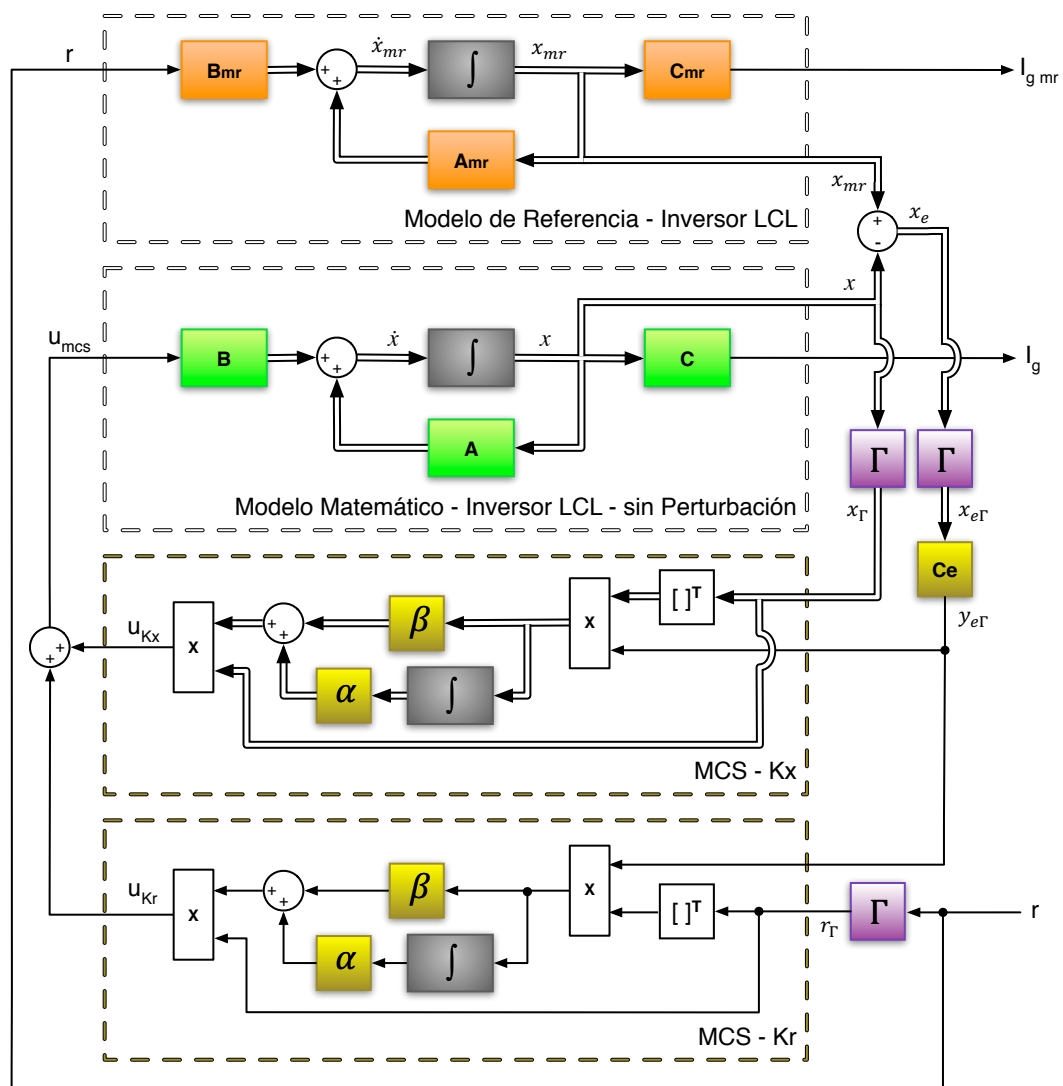 r
Bmr
+
+
ẋmr
∫
xmr
Cmr
Ig mr
Amr
xmr
Modelo de Referencia - Inversor LCL
+
-
xe
x
umcs
B
+
+
ẋ
∫
x
C
Ig
A
Γ
Γ
Modelo Matemático - Inversor LCL - sin Perturbación
xΓ
xeΓ
Ce
yeΓ
[ ]ᵀ
x
β
+
+
x
uKx
+
+
α
∫
MCS - Kx
x
β
+
+
x
uKr
[ ]ᵀ
rΓ
Γ
r
α
∫
MCS - Kr